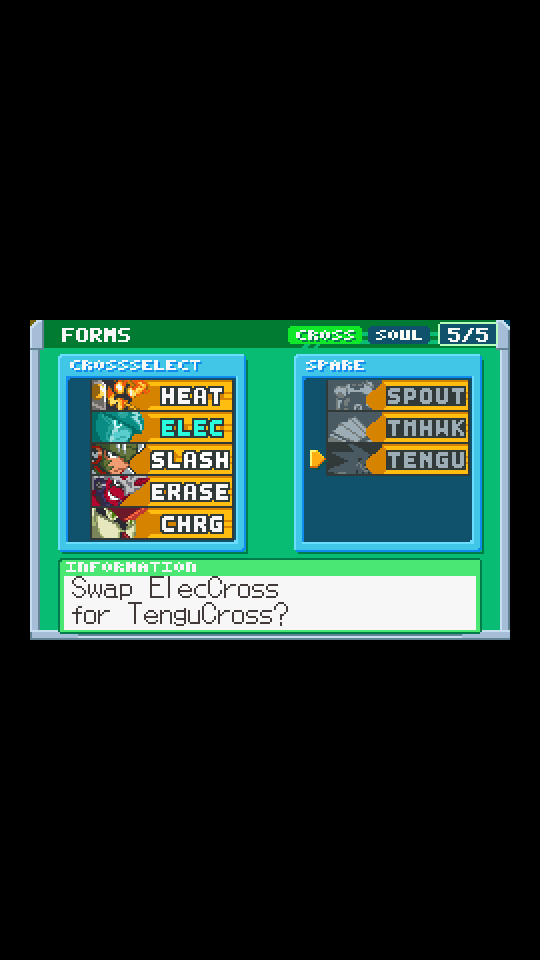 FORMS
CROSS
SOUL
5/5
CROSSSELECT
HEAT
ELEC
SLASH
ERASE
CHRG
SPARE
SPOUT
TMHWK
TENGU
INFORMATION
Swap ElecCross
for TenguCross?